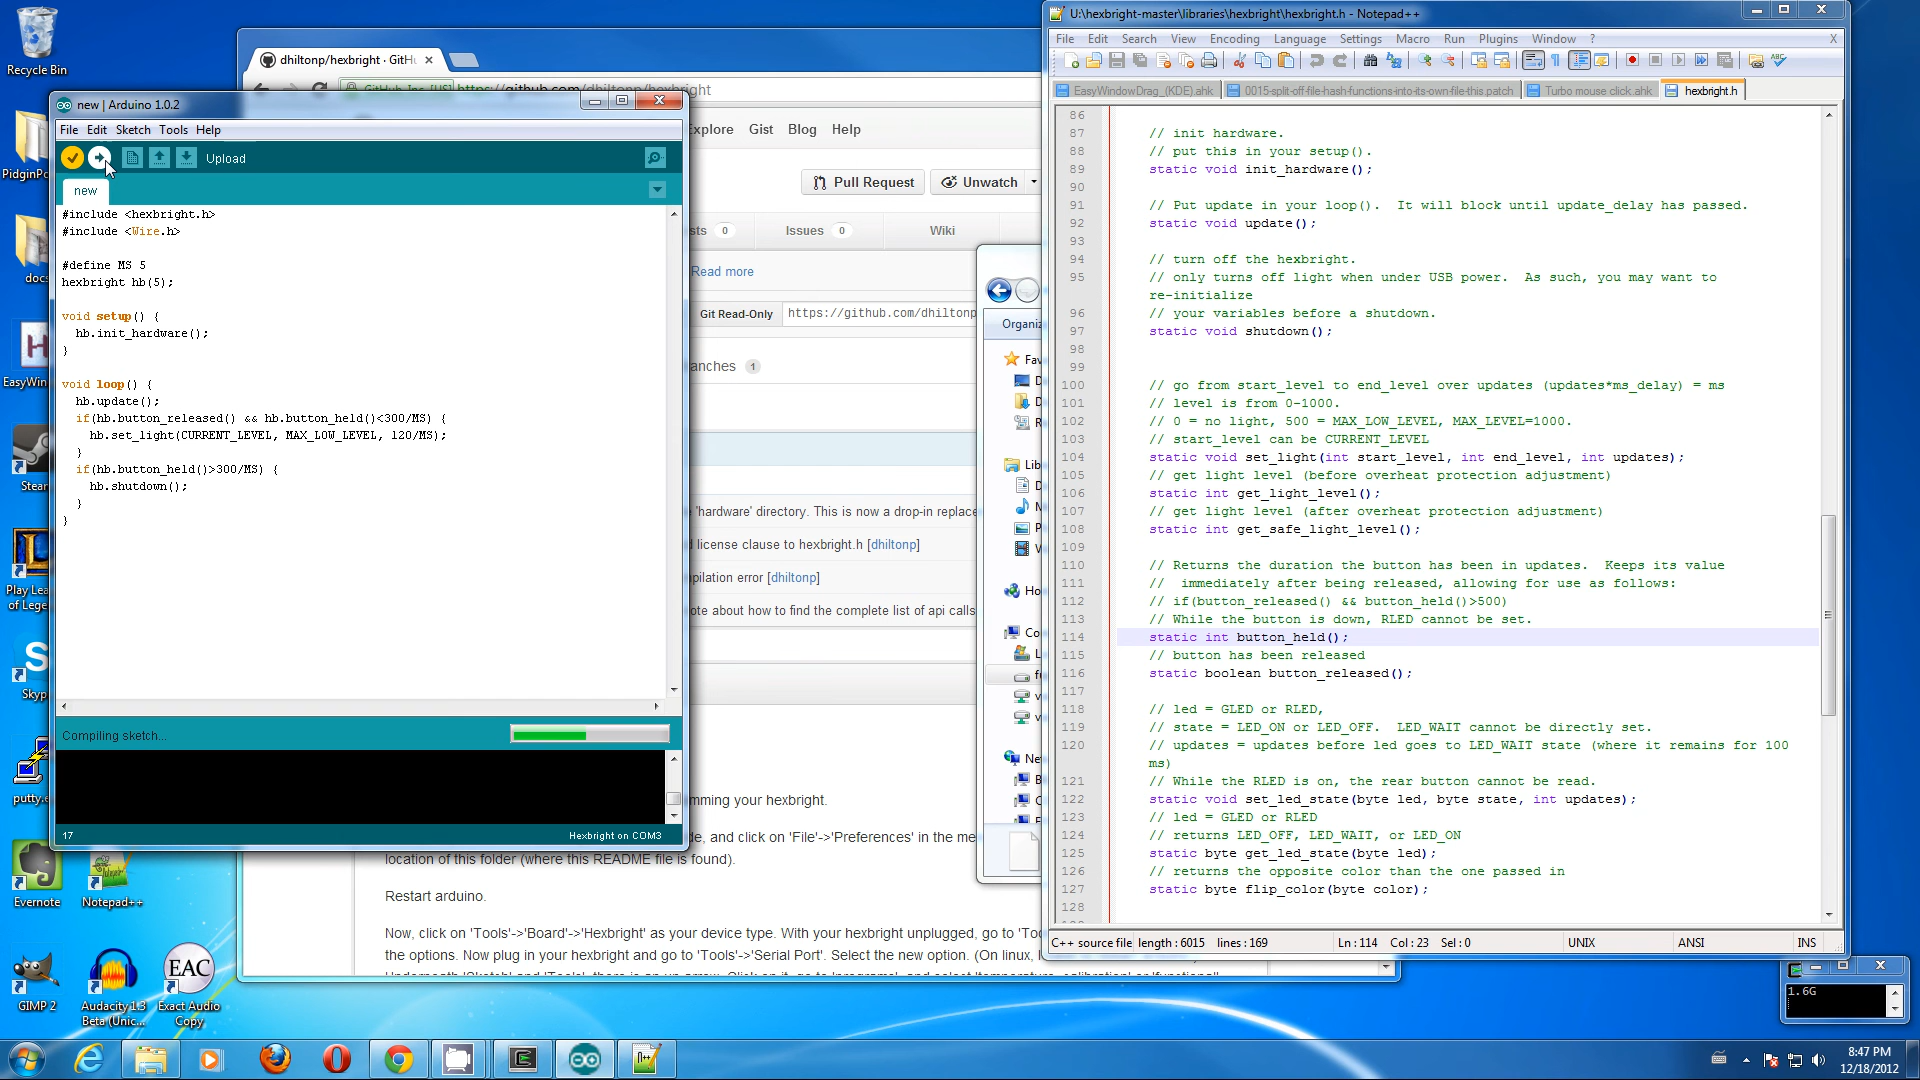 Recycle Bin
docs
Steam
Play Lea
of Lege
Skyp
putty.e
Evernote
Notepad++
GIMP 2
Audacity 1.3
Beta (Unic...
Exact Audio
Copy
EAC
dhiltonp/hexbright · GitHu
GitHub, Inc. [US] https://github.com/dhiltonp/hexbright
Explore Gist Blog Help
Pull Request Unwatch
0 Issues 0 Wiki
Read more
Git Read-Only https://github.com/dhiltonp
anches 1
'hardware' directory. This is now a drop-in replace
license clause to hexbright.h [dhiltonp]
pilation error [dhiltonp]
ote about how to find the complete list of api calls
mming your hexbright.
de, and click on 'File'->'Preferences' in the me
location of this folder (where this README file is found).
Restart arduino.
Now, click on 'Tools'->'Board'->'Hexbright' as your device type. With your hexbright unplugged, go to 'Too
the options. Now plug in your hexbright and go to 'Tools'->'Serial Port'. Select the new option. (On linux,
new | Arduino 1.0.2
File Edit Sketch Tools Help
Upload
new
#include <hexbright.h>
#include <Wire.h>
#define MS 5
hexbright hb(5);
void setup() {
hb.init_hardware();
}
void loop() {
hb.update();
if(hb.button_released() && hb.button_held()<300/MS) {
hb.set_light(CURRENT_LEVEL, MAX_LOW_LEVEL, 120/MS);
}
if(hb.button_held()>300/MS) {
hb.shutdown();
}
}
Compiling sketch...
17 Hexbright on COM3
Organiz
Fav
Lib
Ho
Co
Ne
U:\hexbright-master\libraries\hexbright\hexbright.h - Notepad++
File Edit Search View Encoding Language Settings Macro Run Plugins Window ? X
EasyWindowDrag_(KDE).ahk 0015-split-off-file-hash-functions-into-its-own-file-this.patch Turbo mouse click.ahk hexbright.h
86
87 // init hardware.
88 // put this in your setup().
89 static void init_hardware();
90
91 // Put update in your loop().  It will block until update_delay has passed.
92 static void update();
93
94 // turn off the hexbright.
95 // only turns off light when under USB power.  As such, you may want to
re-initialize
96 // your variables before a shutdown.
97 static void shutdown();
98
99
100 // go from start_level to end_level over updates (updates*ms_delay) = ms
101 // level is from 0-1000.
102 // 0 = no light, 500 = MAX_LOW_LEVEL, MAX_LEVEL=1000.
103 // start_level can be CURRENT_LEVEL
104 static void set_light(int start_level, int end_level, int updates);
105 // get light level (before overheat protection adjustment)
106 static int get_light_level();
107 // get light level (after overheat protection adjustment)
108 static int get_safe_light_level();
109
110 // Returns the duration the button has been in updates.  Keeps its value
111 //  immediately after being released, allowing for use as follows:
112 // if(button_released() && button_held()>500)
113 // While the button is down, RLED cannot be set.
114 static int button_held();
115 // button has been released
116 static boolean button_released();
117
118 // led = GLED or RLED,
119 // state = LED_ON or LED_OFF.  LED_WAIT cannot be directly set.
120 // updates = updates before led goes to LED_WAIT state (where it remains for 100
ms)
121 // While the RLED is on, the rear button cannot be read.
122 static void set_led_state(byte led, byte state, int updates);
123 // led = GLED or RLED
124 // returns LED_OFF, LED_WAIT, or LED_ON
125 static byte get_led_state(byte led);
126 // returns the opposite color than the one passed in
127 static byte flip_color(byte color);
128
C++ source file length : 6015 lines : 169 Ln : 114 Col : 23 Sel : 0 UNIX ANSI INS
1.6G
8:47 PM
12/18/2012